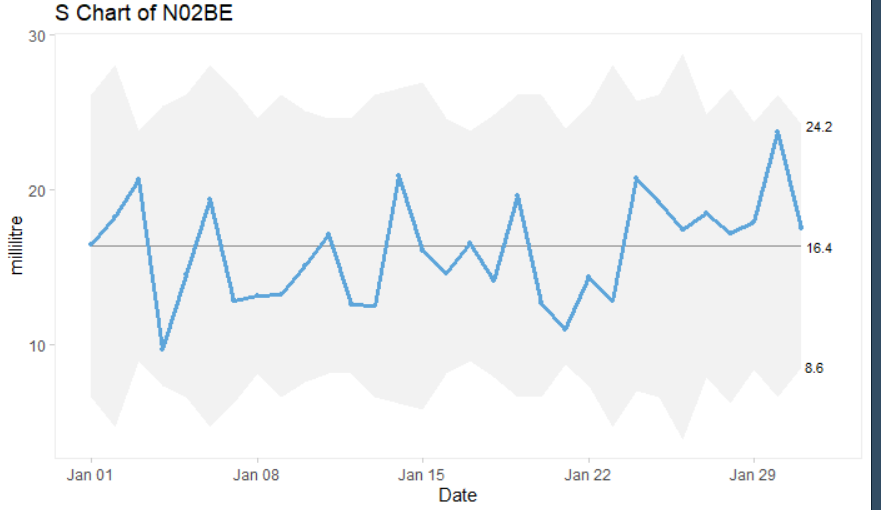 S Chart of N02BE
30
20
10
millilitre
24.2
16.4
8.6
Jan 01
Jan 08
Jan 15
Jan 22
Jan 29
Date